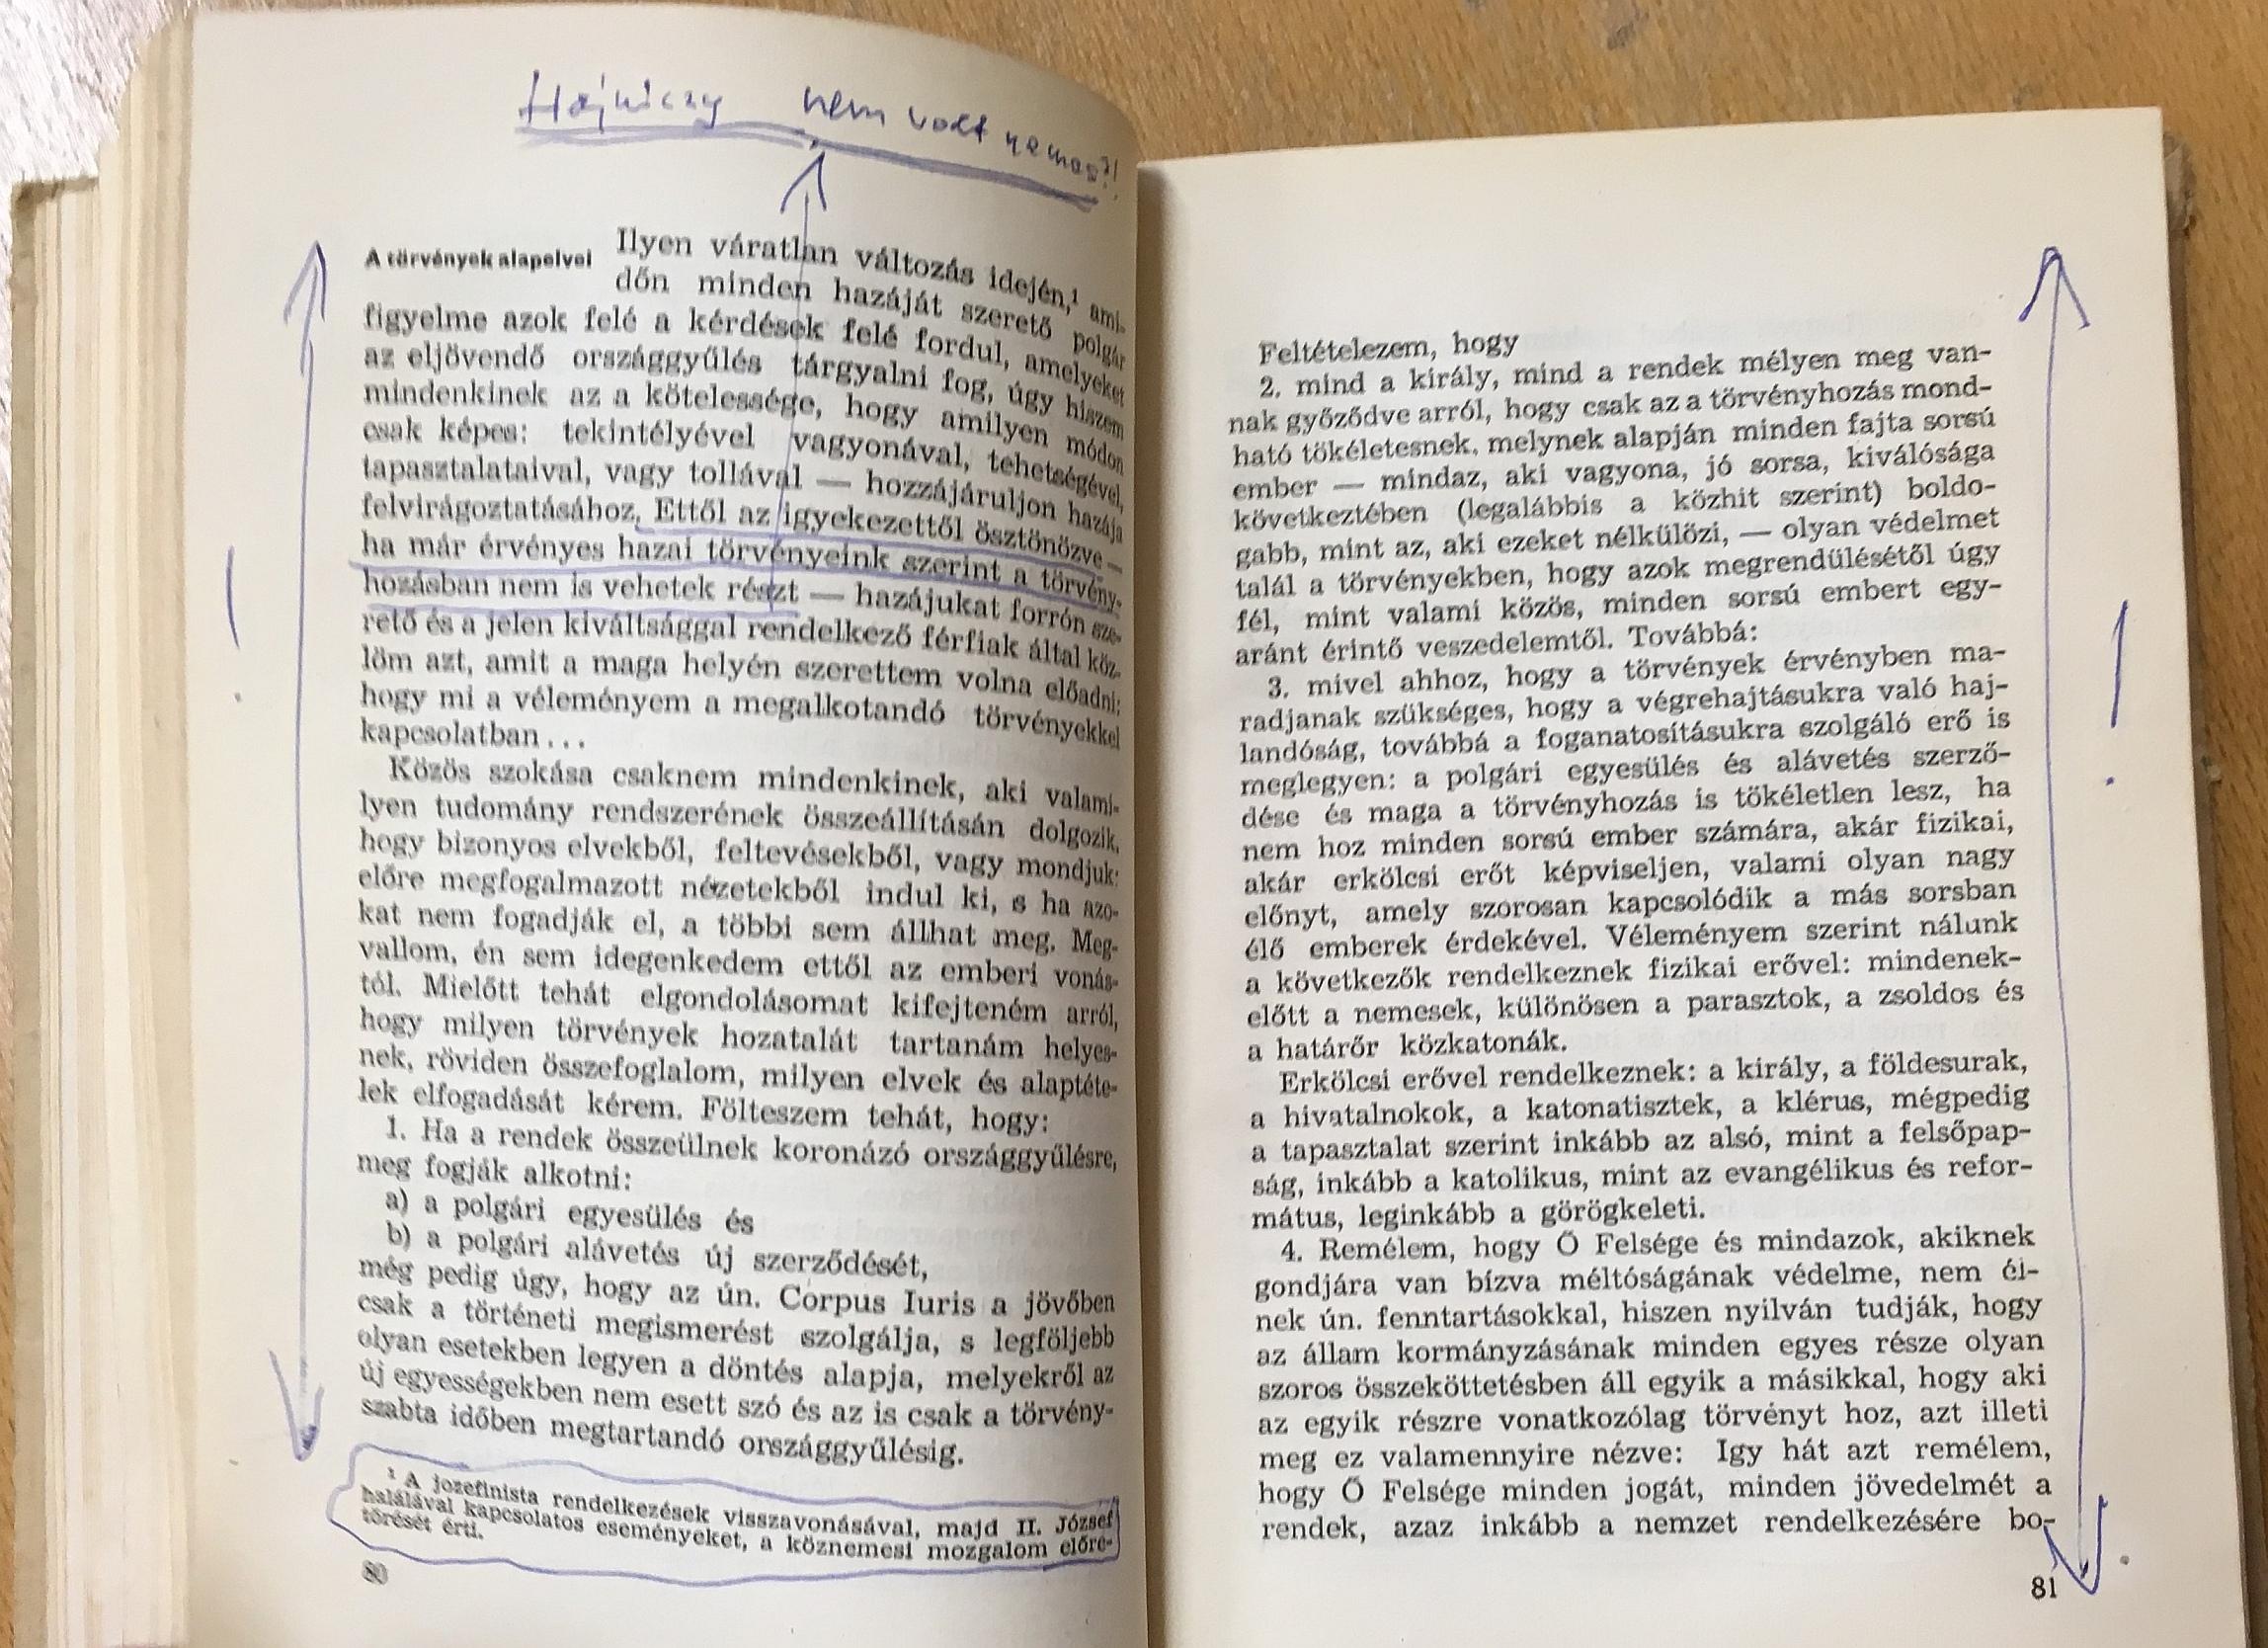 Hajnóczy nem volt nemes?!
A törvények alapelvei
Ilyen váratlan változás idején,¹ ami-
dőn minden hazáját szerető polgár
figyelme azok felé a kérdések felé fordul, amelyeket
az eljövendő országgyűlés tárgyalni fog, úgy hiszem
mindenkinek az a kötelessége, hogy amilyen módon
csak képes: tekintélyével vagyonával, tehetségével,
tapasztalataival, vagy tollával — hozzájáruljon hazája
felvirágoztatásához. Ettől az igyekezettől ösztönözve —
ha már érvényes hazai törvényeink szerint a törvény-
hozásban nem is vehetek részt — hazájukat forrón sze-
rető és a jelen kiváltsággal rendelkező férfiak által köz-
löm azt, amit a maga helyén szerettem volna előadni:
hogy mi a véleményem a megalkotandó törvényekkel
kapcsolatban...
Közös szokása csaknem mindenkinek, aki valami-
lyen tudomány rendszerének összeállításán dolgozik,
hogy bizonyos elvekből, feltevésekből, vagy mondjuk:
előre megfogalmazott nézetekből indul ki, s ha azo-
kat nem fogadják el, a többi sem állhat meg. Meg-
vallom, én sem idegenkedem ettől az emberi vonás-
tól. Mielőtt tehát elgondolásomat kifejteném arról,
hogy milyen törvények hozatalát tartanám helyes-
nek, röviden összefoglalom, milyen elvek és alaptéte-
lek elfogadását kérem. Fölteszem tehát, hogy:
1. Ha a rendek összeülnek koronázó országgyűlésre,
meg fogják alkotni:
a) a polgári egyesülés és
b) a polgári alávetés új szerződését,
még pedig úgy, hogy az ún. Corpus Iuris a jövőben
csak a történeti megismerést szolgálja, s legföljebb
olyan esetekben legyen a döntés alapja, melyekről az
új egyességekben nem esett szó és az is csak a törvény-
szabta időben megtartandó országgyűlésig.
¹ A jozefinista rendelkezések visszavonásával, majd II. József
halálával kapcsolatos eseményeket, a köznemesi mozgalom előre-
törését érti.
80
Feltételezem, hogy
2. mind a király, mind a rendek mélyen meg van-
nak győződve arról, hogy csak az a törvényhozás mond-
ható tökéletesnek, melynek alapján minden fajta sorsú
ember — mindaz, aki vagyona, jó sorsa, kiválósága
következtében (legalábbis a közhit szerint) boldo-
gabb, mint az, aki ezeket nélkülözi, — olyan védelmet
talál a törvényekben, hogy azok megrendülésétől úgy
fél, mint valami közös, minden sorsú embert egy-
aránt érintő veszedelemtől. Továbbá:
3. mivel ahhoz, hogy a törvények érvényben ma-
radjanak szükséges, hogy a végrehajtásukra való haj-
landóság, továbbá a foganatosításukra szolgáló erő is
meglegyen: a polgári egyesülés és alávetés szerző-
dése és maga a törvényhozás is tökéletlen lesz, ha
nem hoz minden sorsú ember számára, akár fizikai,
akár erkölcsi erőt képviseljen, valami olyan nagy
előnyt, amely szorosan kapcsolódik a más sorsban
élő emberek érdekével. Véleményem szerint nálunk
a következők rendelkeznek fizikai erővel: mindenek-
előtt a nemesek, különösen a parasztok, a zsoldos és
a határőr közkatonák.
Erkölcsi erővel rendelkeznek: a király, a földesurak,
a hivatalnokok, a katonatisztek, a klérus, mégpedig
a tapasztalat szerint inkább az alsó, mint a felsőpap-
ság, inkább a katolikus, mint az evangélikus és refor-
mátus, leginkább a görögkeleti.
4. Remélem, hogy Ő Felsége és mindazok, akiknek
gondjára van bízva méltóságának védelme, nem él-
nek ún. fenntartásokkal, hiszen nyilván tudják, hogy
az állam kormányzásának minden egyes része olyan
szoros összeköttetésben áll egyik a másikkal, hogy aki
az egyik részre vonatkozólag törvényt hoz, azt illeti
meg ez valamennyire nézve: Igy hát azt remélem,
hogy Ő Felsége minden jogát, minden jövedelmét a
rendek, azaz inkább a nemzet rendelkezésére bo-
81